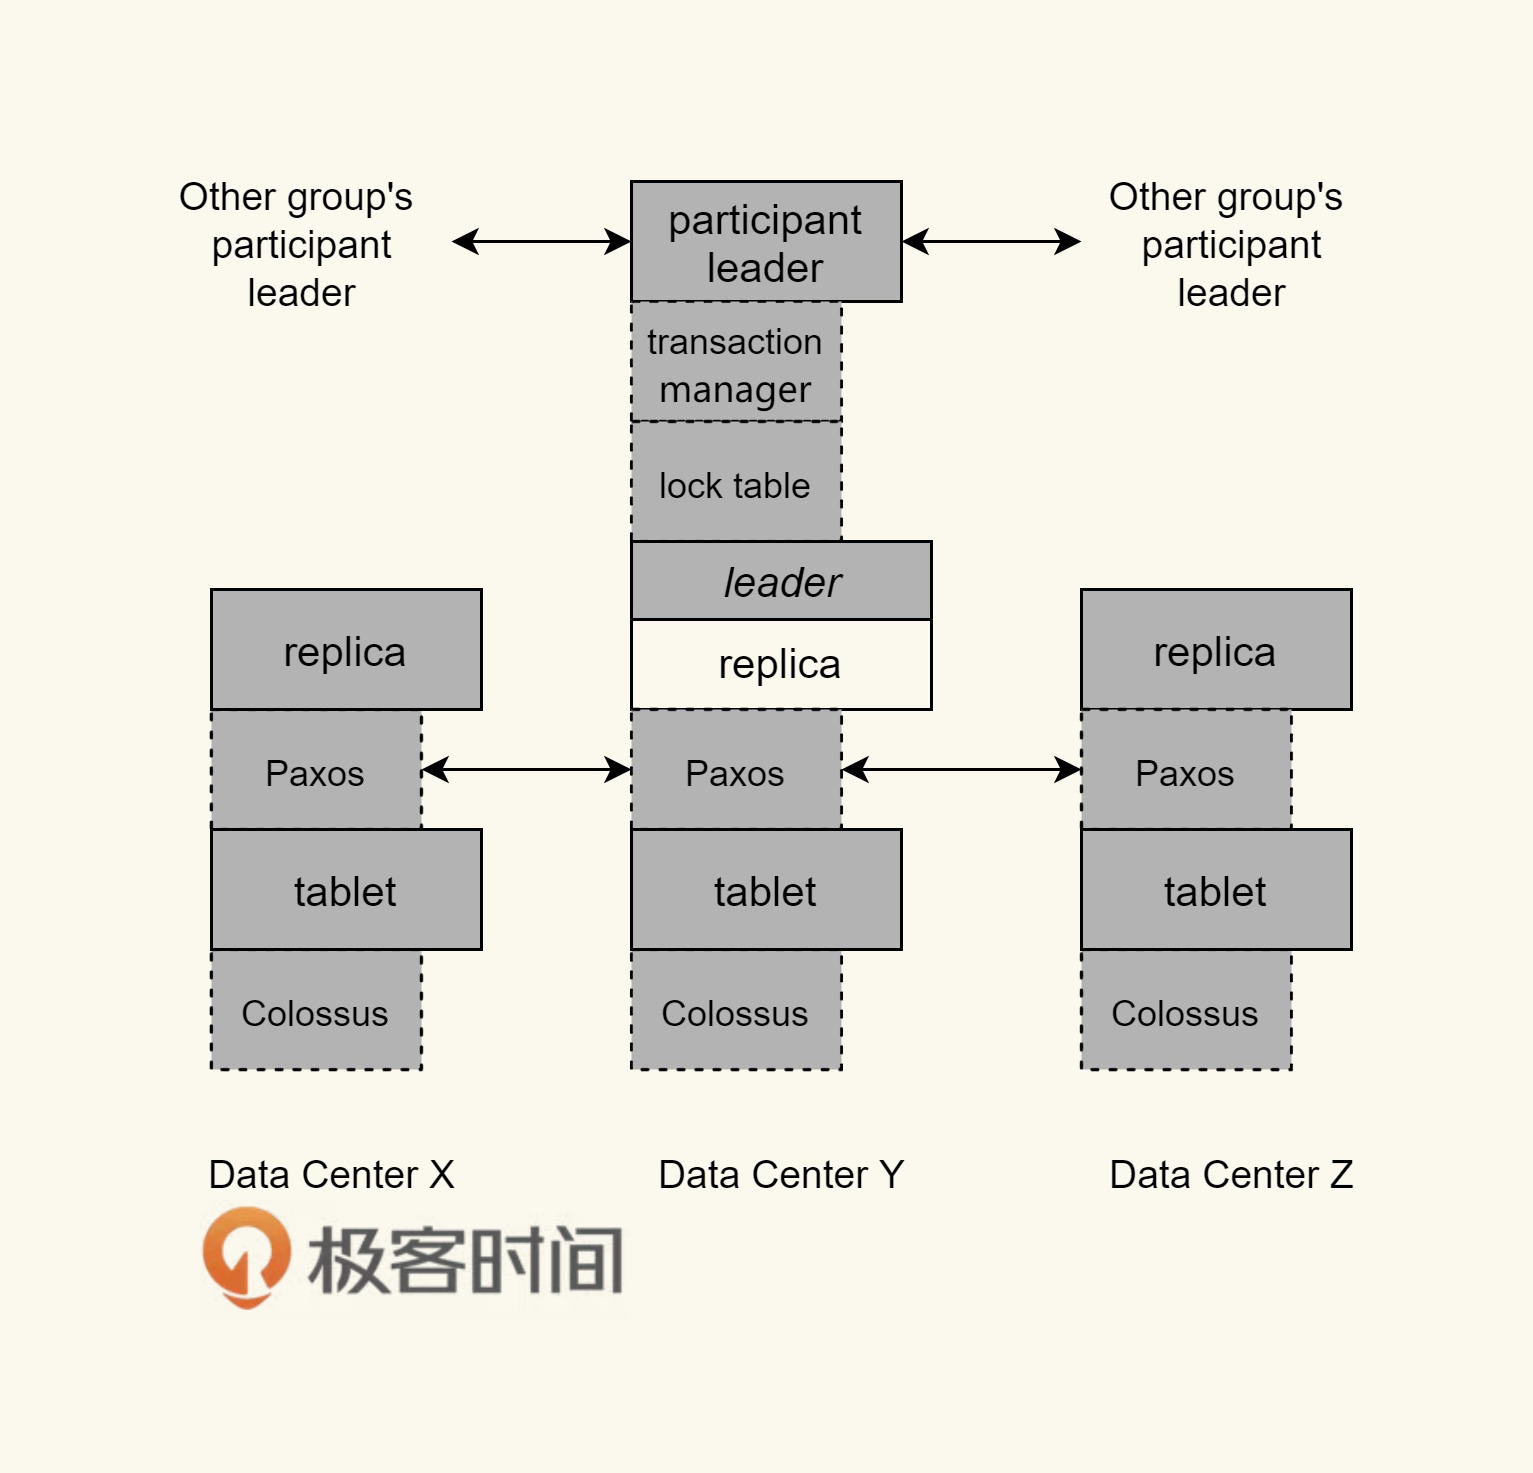 Other group's
participant
leader
participant
leader
Other group's
participant
leader
transaction
manager
lock table
leader
replica
replica
replica
Paxos
Paxos
Paxos
tablet
tablet
tablet
Colossus
Colossus
Colossus
Data Center X
Data Center Y
Data Center Z
极客时间